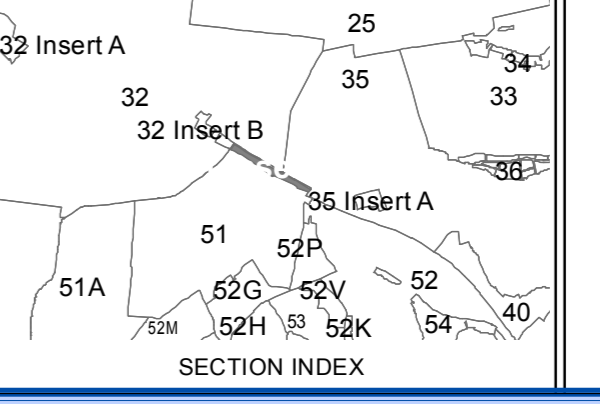 25
32 Insert A
34
35
33
32
32 Insert B
36
35 Insert A
51
52P
52
51A
52G
52V
40
52M
52H
53
52K
54
SECTION INDEX